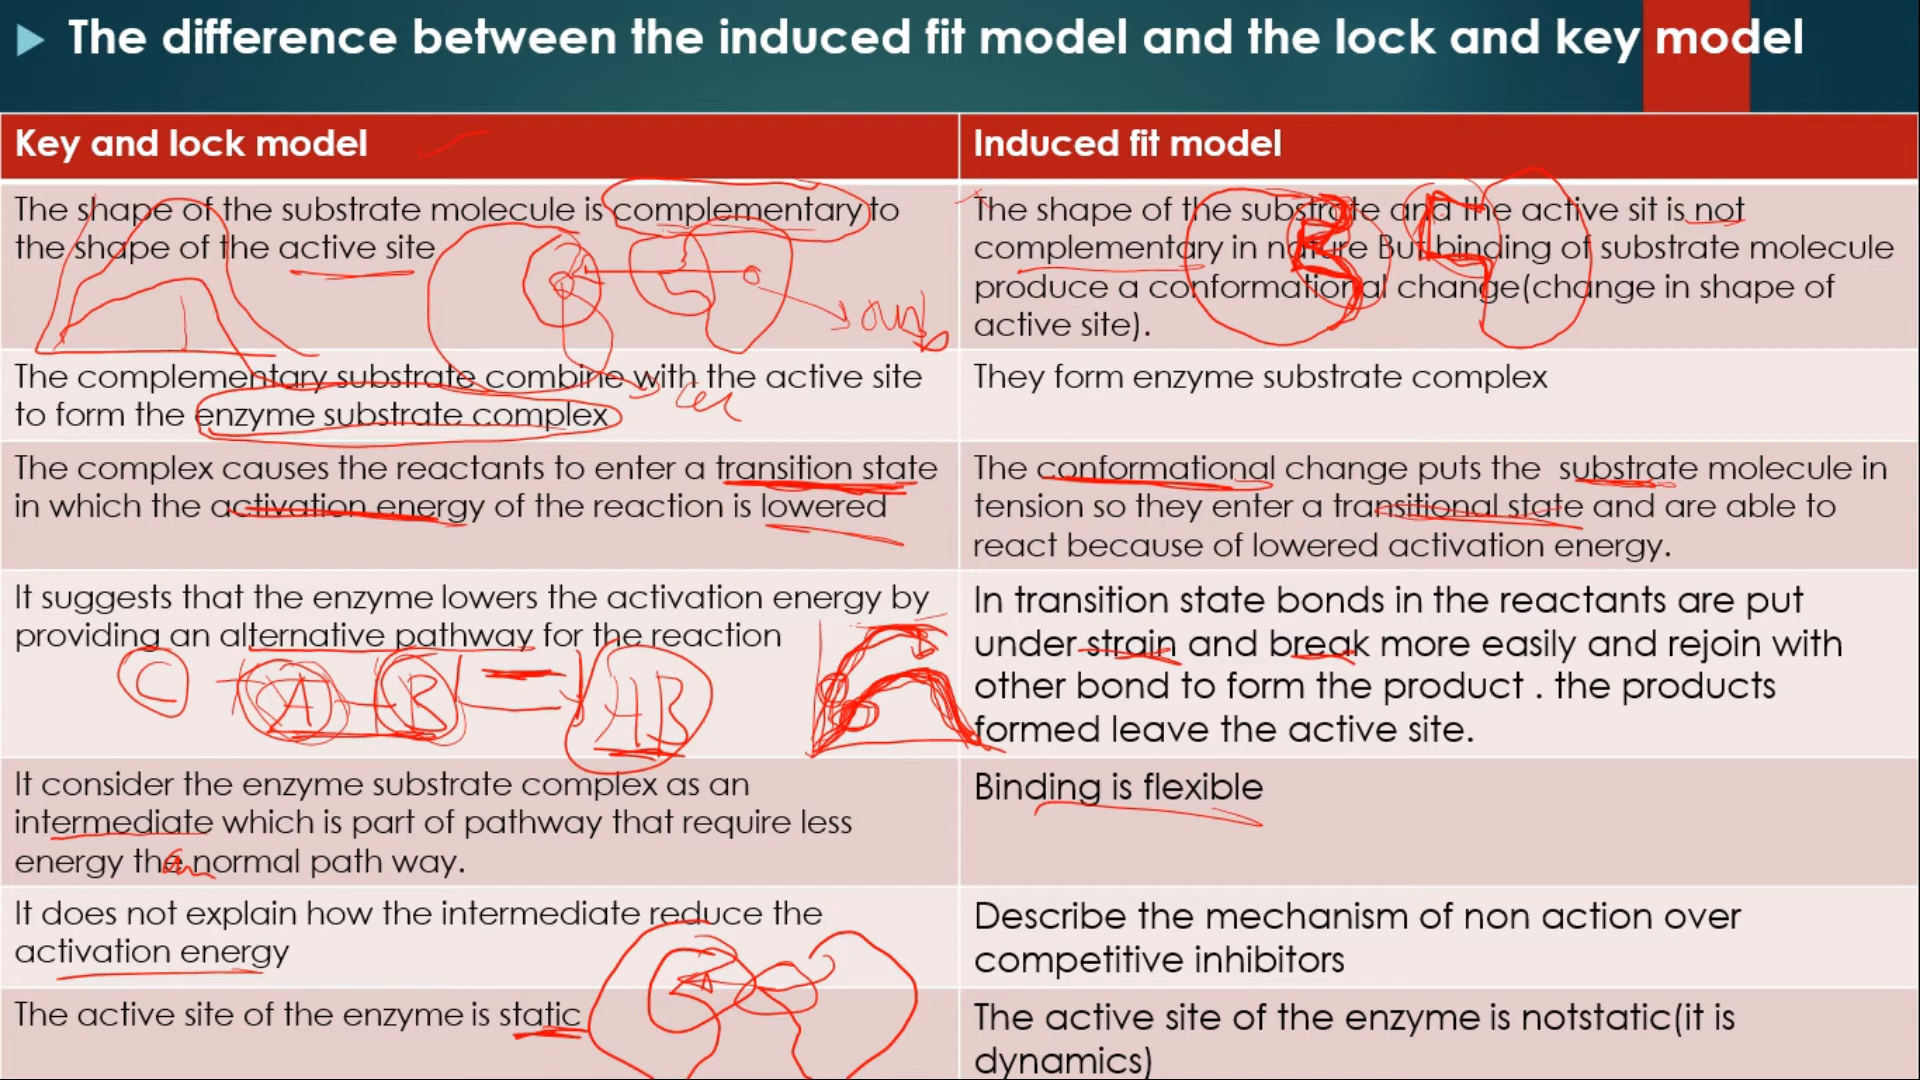 The difference between the induced fit model and the lock and key model
Key and lock model
Induced fit model
The shape of the substrate molecule is complementary to
the shape of the active site
The shape of the substrate and the active sit is not
complementary in nature But binding of substrate molecule
produce a conformational change(change in shape of
active site).
The complementary substrate combine with the active site
to form the enzyme substrate complex
They form enzyme substrate complex
The complex causes the reactants to enter a transition state
in which the activation energy of the reaction is lowered
The conformational change puts the substrate molecule in
tension so they enter a transitional state and are able to
react because of lowered activation energy.
It suggests that the enzyme lowers the activation energy by
providing an alternative pathway for the reaction
C A B AB
In transition state bonds in the reactants are put
under strain and break more easily and rejoin with
other bond to form the product . the products
formed leave the active site.
It consider the enzyme substrate complex as an
intermediate which is part of pathway that require less
energy the normal path way.
Binding is flexible
It does not explain how the intermediate reduce the
activation energy
Describe the mechanism of non action over
competitive inhibitors
The active site of the enzyme is static
The active site of the enzyme is notstatic(it is
dynamics)